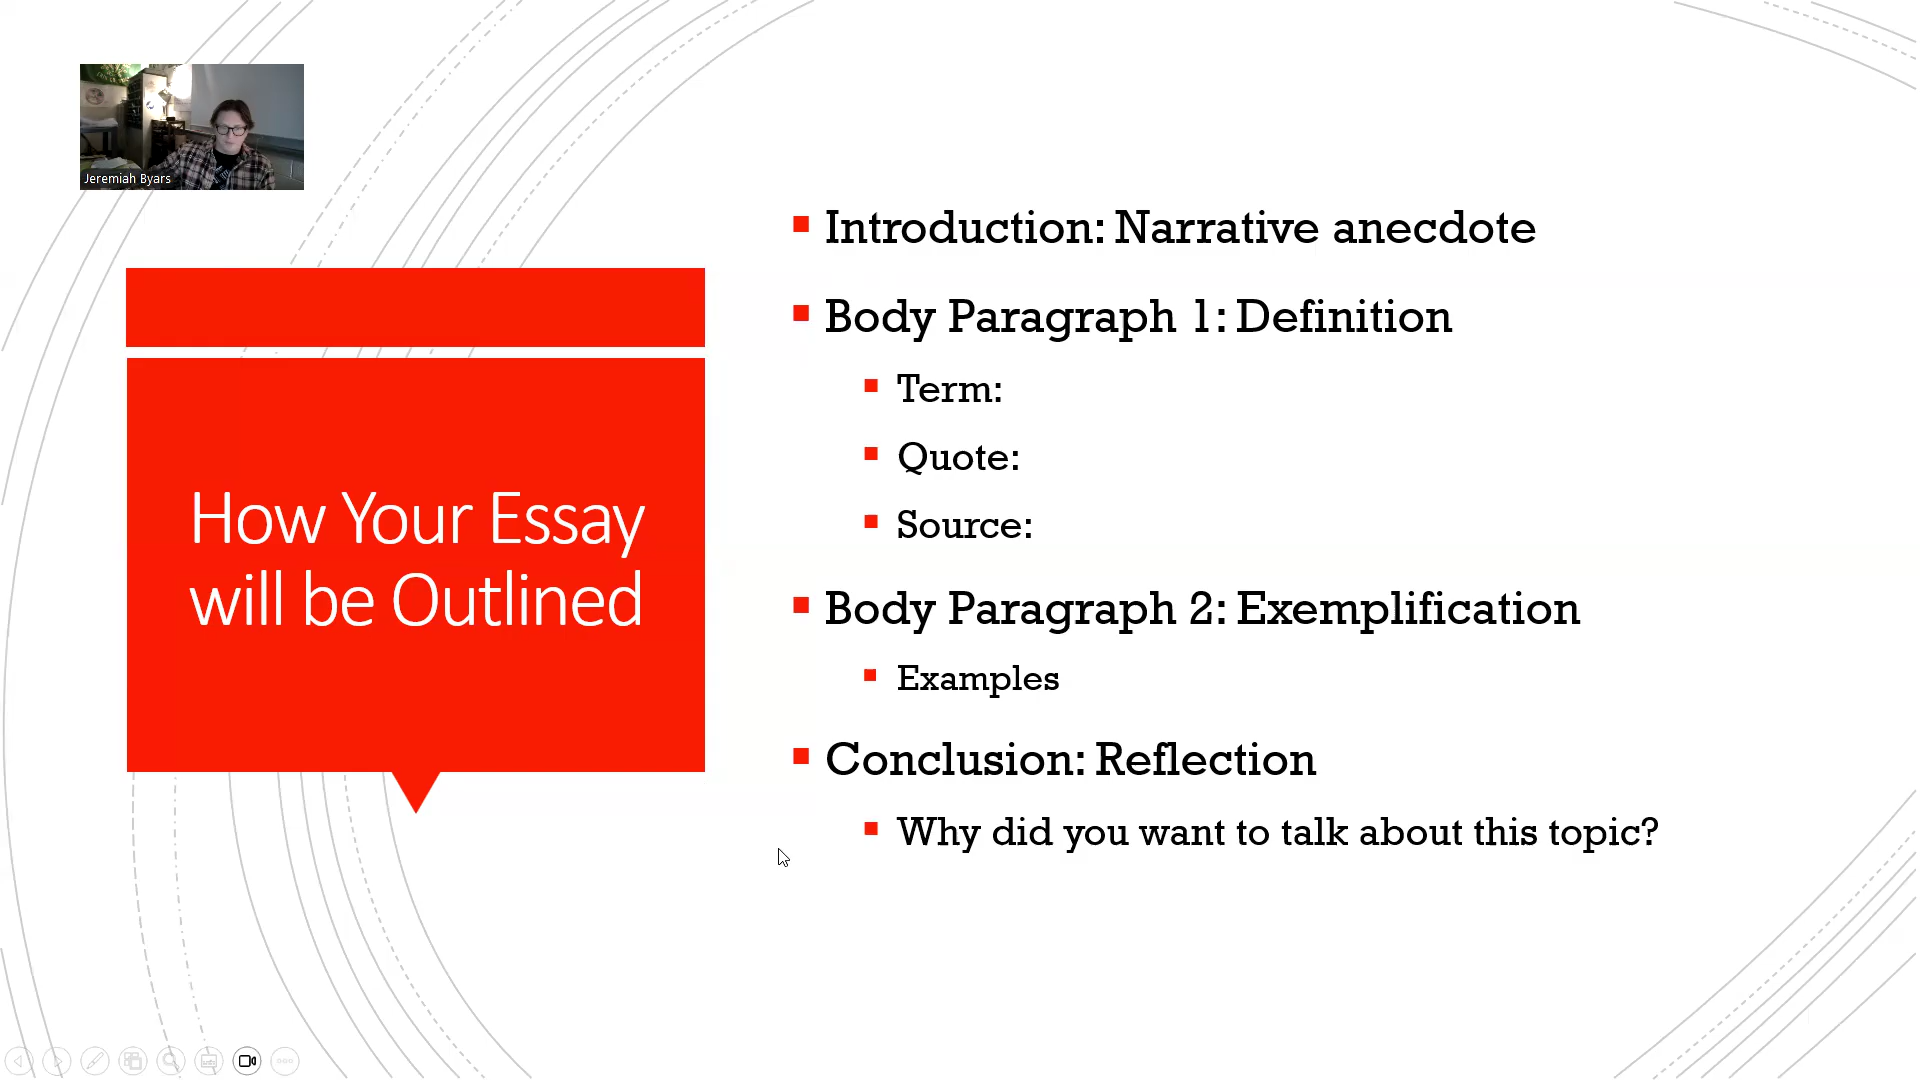 Jeremiah Byars
How Your Essay
will be Outlined
Introduction: Narrative anecdote
Body Paragraph 1: Definition
Term:
Quote:
Source:
Body Paragraph 2: Exemplification
Examples
Conclusion: Reflection
Why did you want to talk about this topic?